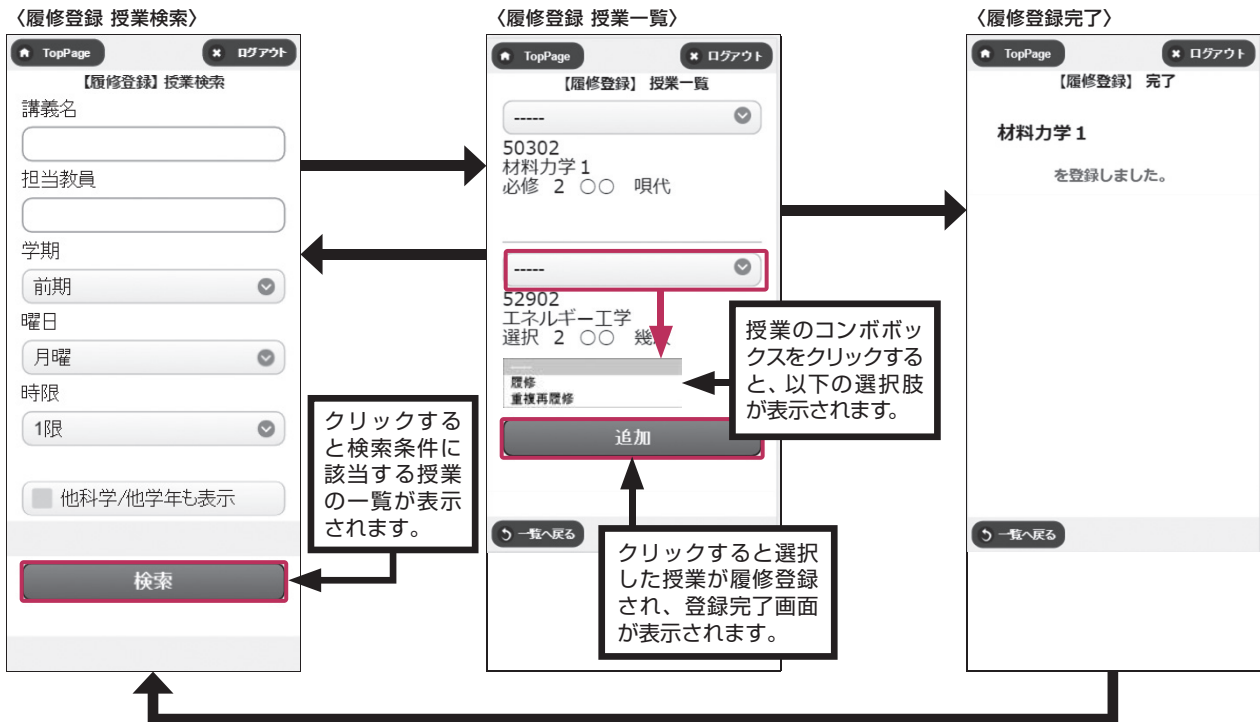 〈履修登録 授業検索〉
TopPage
ログアウト
【履修登録】授業検索
講義名
担当教員
学期
前期
曜日
月曜
時限
1限
他科学/他学年も表示
検索
クリックする
と検索条件に
該当する授業
の一覧が表示
されます。
〈履修登録 授業一覧〉
TopPage
ログアウト
【履修登録】 授業一覧
-----
50302
材料力学1
必修 2 ○○ 唄代
-----
52902
エネルギー工学
選択 2 ○○ 幾
-----
履修
重複再履修
追加
一覧へ戻る
授業のコンボボッ
クスをクリックする
と、以下の選択肢
が表示されます。
クリックすると選択
した授業が履修登録
され、登録完了画面
が表示されます。
〈履修登録完了〉
TopPage
ログアウト
【履修登録】 完了
材料力学1
を登録しました。
一覧へ戻る